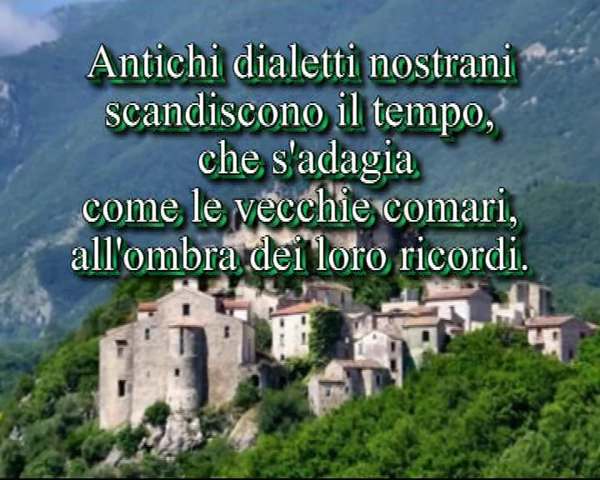 Antichi dialetti nostrani
scandiscono il tempo,
che s'adagia
come le vecchie comari,
all'ombra dei loro ricordi.